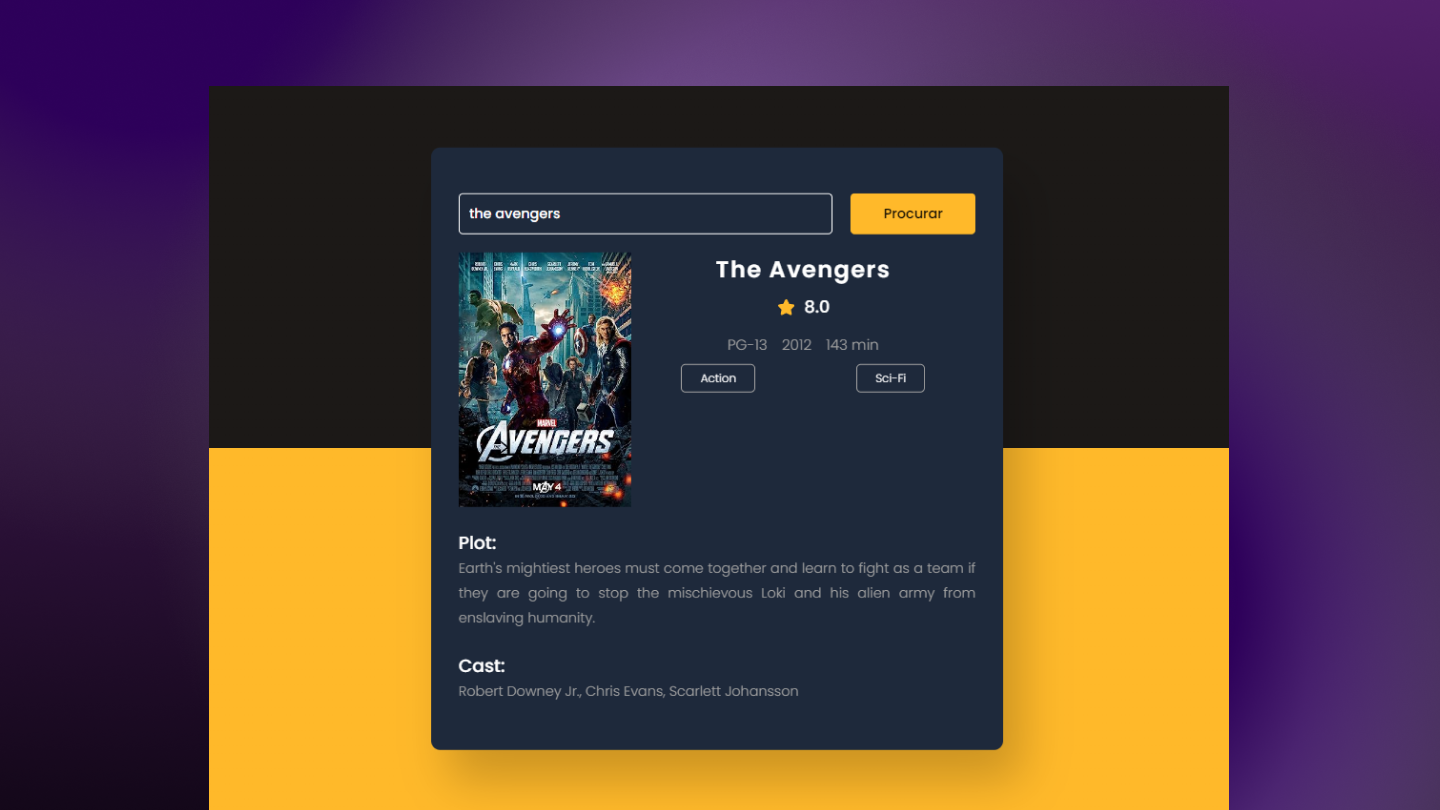 the avengers
Procurar
MARVEL
AVENGERS
MAY 4
The Avengers
8.0
PG-13 2012 143 min
Action Sci-Fi
Plot:
Earth's mightiest heroes must come together and learn to fight as a team if
they are going to stop the mischievous Loki and his alien army from
enslaving humanity.
Cast:
Robert Downey Jr., Chris Evans, Scarlett Johansson